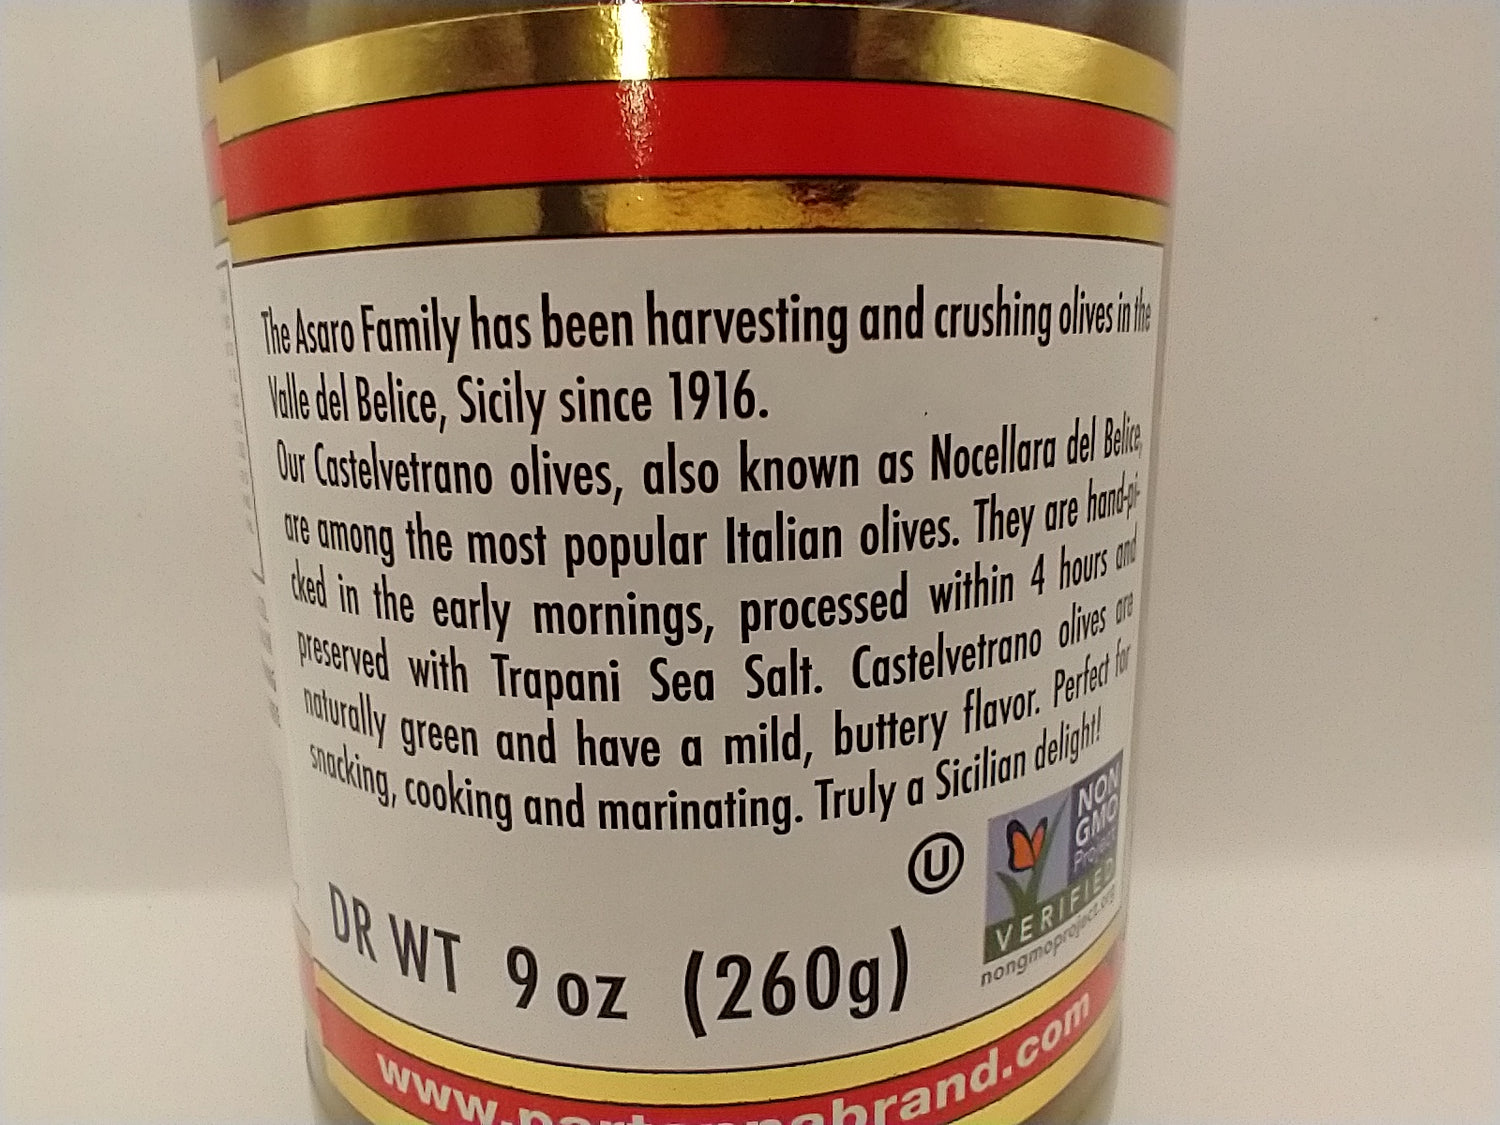 The Asaro Family has been harvesting and crushing olives in the
Valle del Belice, Sicily since 1916.
Our Castelvetrano olives, also known as Nocellara del Belice,
are among the most popular Italian olives. They are hand-pi-
cked in the early mornings, processed within 4 hours and
preserved with Trapani Sea Salt. Castelvetrano olives are
naturally green and have a mild, buttery flavor. Perfect for
snacking, cooking and marinating. Truly a Sicilian delight!
U
NON
GMO
Project
VERIFIED
nongmoproject.org
DR WT 9 oz (260g)
www.partannabrand.com